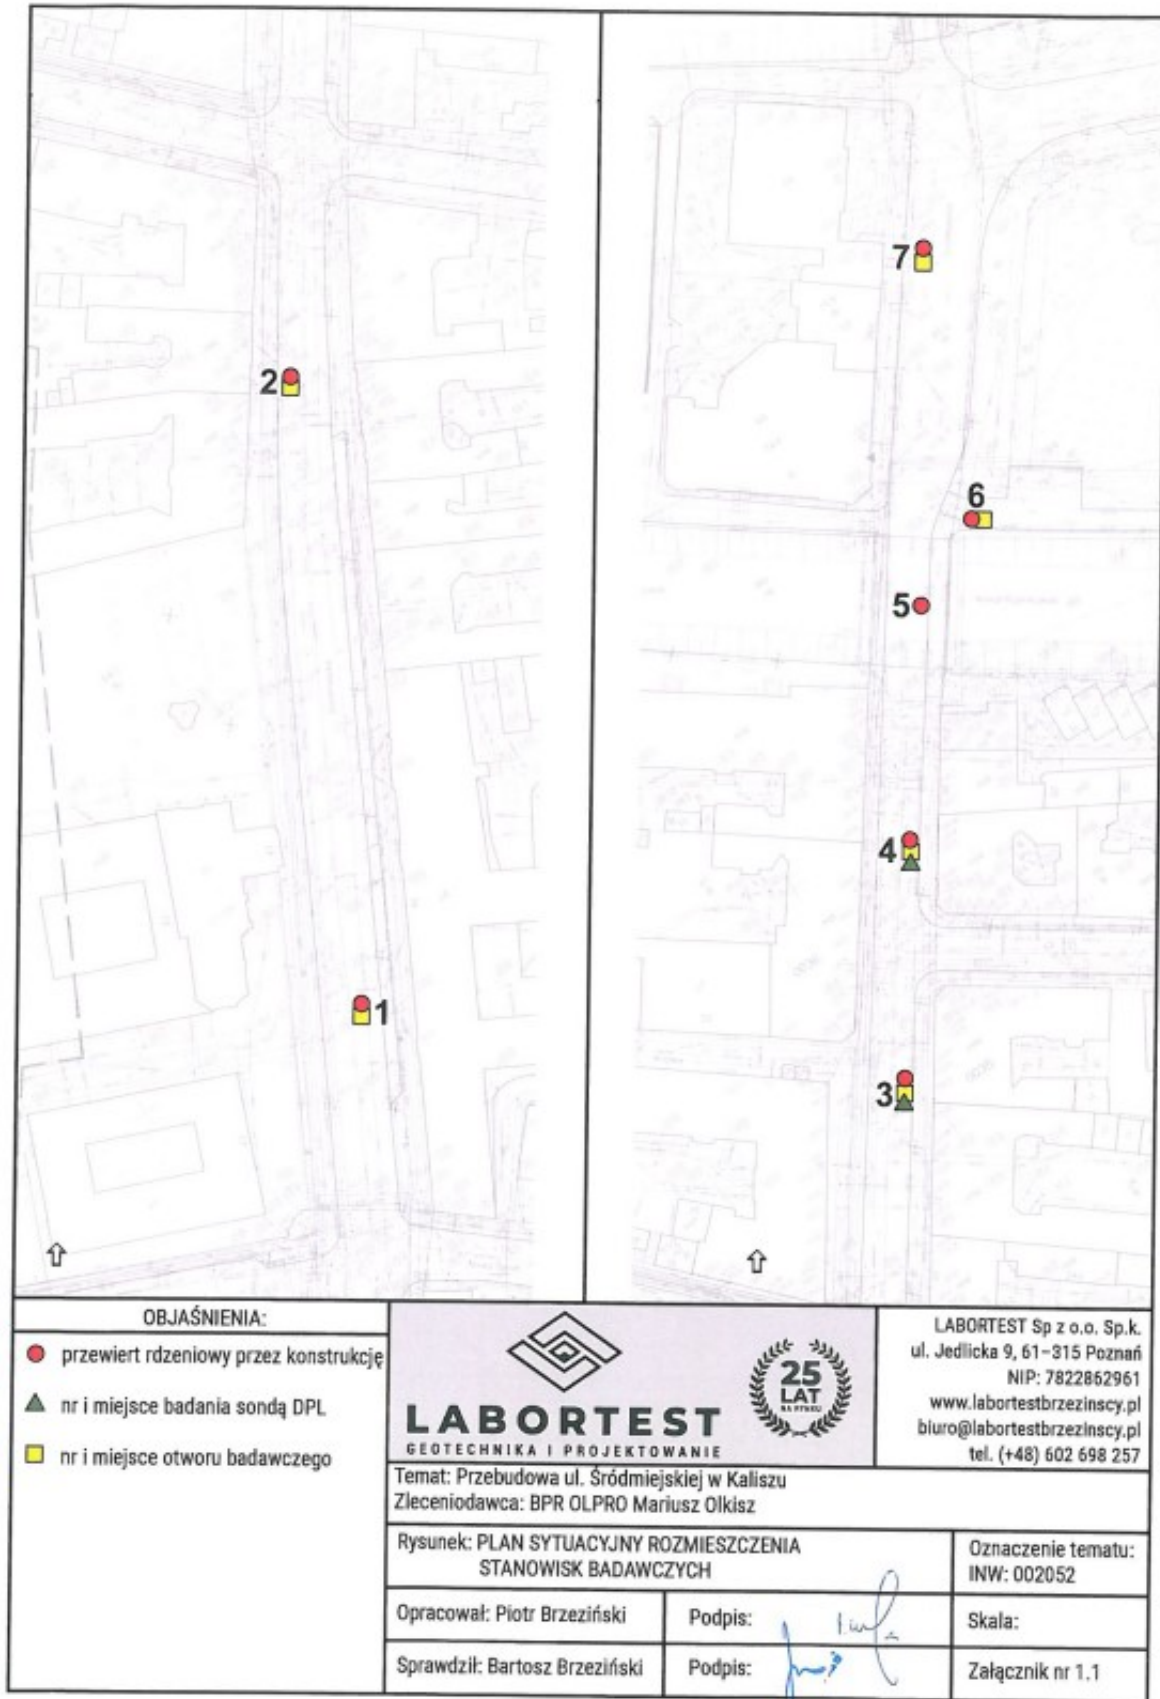 2
1
7
6
5
4
3
OBJAŚNIENIA:
przewiert rdzeniowy przez konstrukcję
nr i miejsce badania sondą DPL
nr i miejsce otworu badawczego
LABORTEST
GEOTECHNIKA I PROJEKTOWANIE
25
LAT
NA RYNKU
LABORTEST Sp z o.o. Sp.k.
ul. Jedlicka 9, 61-315 Poznań
NIP: 7822862961
www.labortestbrzezinscy.pl
biuro@labortestbrzezinscy.pl
tel. (+48) 602 698 257
Temat: Przebudowa ul. Śródmiejskiej w Kaliszu
Zleceniodawca: BPR OLPRO Mariusz Olkisz
Rysunek: PLAN SYTUACYJNY ROZMIESZCZENIA
STANOWISK BADAWCZYCH
Oznaczenie tematu:
INW: 002052
Opracował: Piotr Brzeziński
Podpis:
Skala:
Sprawdził: Bartosz Brzeziński
Podpis:
Załącznik nr 1.1